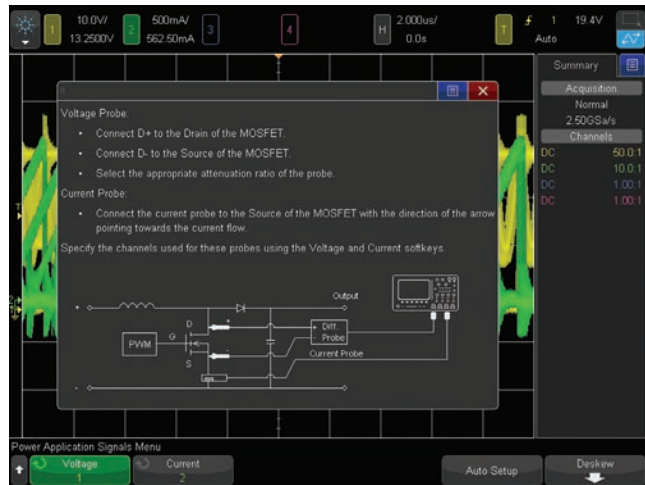 1 10.0V/ 2 500mA/ 3 4 H 2.000us/ T 1 19.4V
13.2500V 562.50mA 0.0s Auto
Summary
Acquisition
Normal
2.50GSa/s
Channels
DC 50.0:1
DC 10.0:1
DC 1.00:1
DC 1.00:1
Voltage Probe:
• Connect D+ to the Drain of the MOSFET.
• Connect D- to the Source of the MOSFET.
• Select the appropriate attenuation ratio of the probe.
Current Probe:
• Connect the current probe to the Source of the MOSFET with the direction of the arrow
pointing towards the current flow.
Specify the channels used for these probes using the Voltage and Current softkeys.
Output
+
D
+
+ Diff.
- Probe
PWM
G
-
Current Probe
S
-
T
2
Power Application Signals Menu
Voltage
1
Current
2
Auto Setup
Deskew